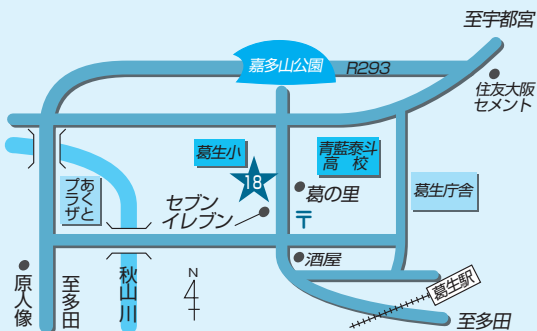 至宇都宮
嘉多山公園
R293
住友大阪
セメント
葛生小
青藍泰斗
高 校
18
あくと
プラザ
葛の里
葛生庁舎
セブン
イレブン
〒
酒屋
原人像
至多田
秋山川
N
葛生駅
至多田